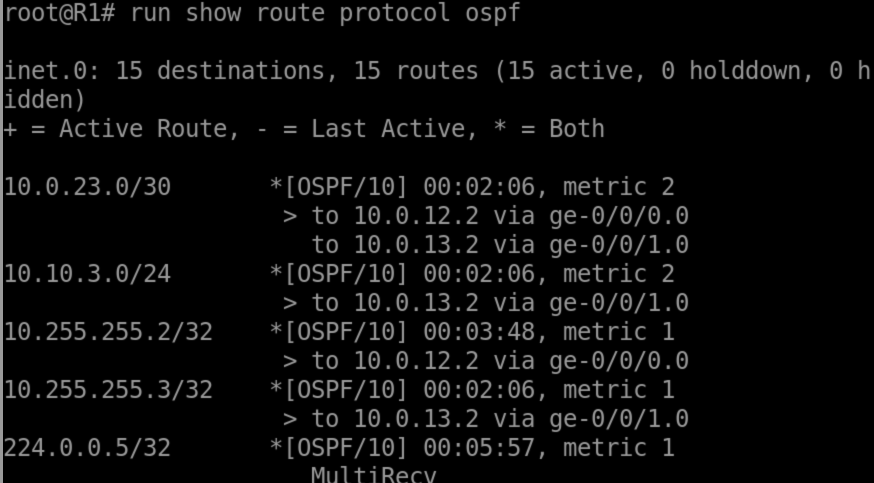 root@R1# run show route protocol ospf
inet.0: 15 destinations, 15 routes (15 active, 0 holddown, 0 h
idden)
+ = Active Route, - = Last Active, * = Both
10.0.23.0/30       *[OSPF/10] 00:02:06, metric 2
                    > to 10.0.12.2 via ge-0/0/0.0
                      to 10.0.13.2 via ge-0/0/1.0
10.10.3.0/24       *[OSPF/10] 00:02:06, metric 2
                    > to 10.0.13.2 via ge-0/0/1.0
10.255.255.2/32    *[OSPF/10] 00:03:48, metric 1
                    > to 10.0.12.2 via ge-0/0/0.0
10.255.255.3/32    *[OSPF/10] 00:02:06, metric 1
                    > to 10.0.13.2 via ge-0/0/1.0
224.0.0.5/32       *[OSPF/10] 00:05:57, metric 1
                      MultiRecv